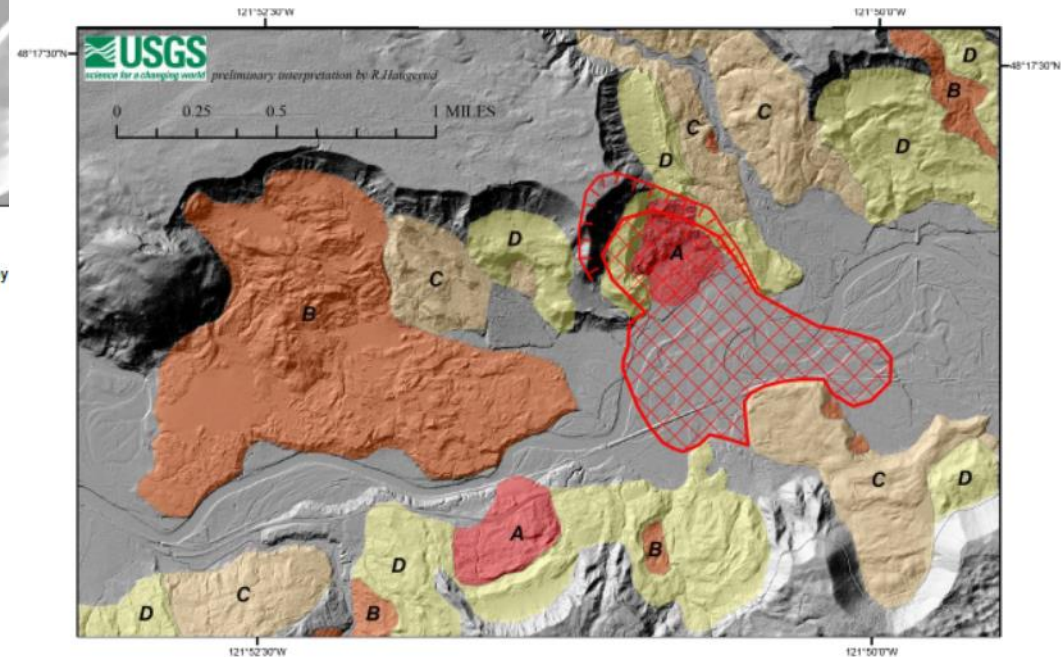 121°52'30"W
121°50'0"W
48°17'30"N
48°17'30"N
USGS
science for a changing world
preliminary interpretation by R.Haugerud
0 0.25 0.5 1 MILES
D
B
C
C
D
D
A
D
C
B
C
D
A
B
D
C
D
B
D
y
121°52'30"W
121°50'0"W